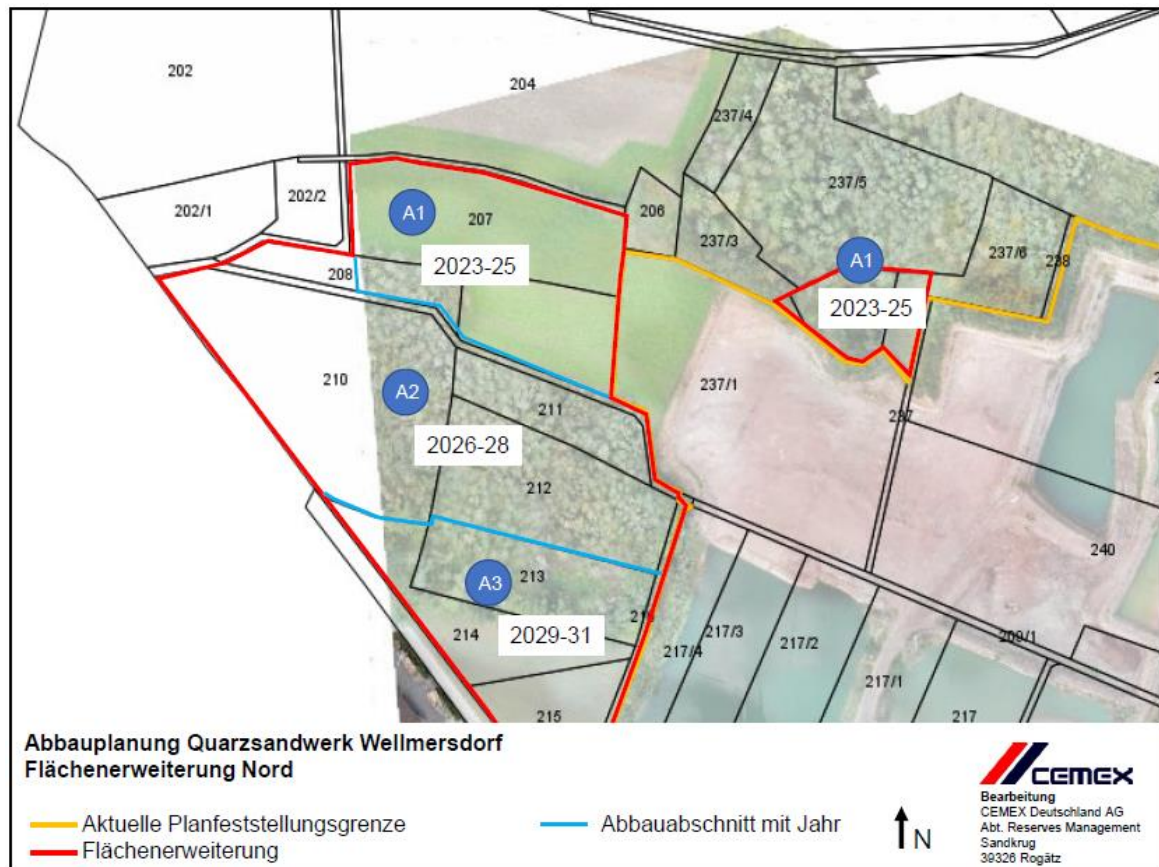 202
204
237/4
237/5
202/1
202/2
A1
207
206
237/3
A1
237/6
238
208
2023-25
2023-25
210
A2
211
237/1
237
2026-28
212
240
A3
213
214
2029-31
217/4
217/3
217/2
209/1
217/1
215
217
Abbauplanung Quarzsandwerk Wellmersdorf
Flächenerweiterung Nord
Aktuelle Planfeststellungsgrenze
Flächenerweiterung
Abbauabschnitt mit Jahr
N
CEMEX
Bearbeitung
CEMEX Deutschland AG
Abt. Reserves Management
Sandkrug
39326 Rogätz